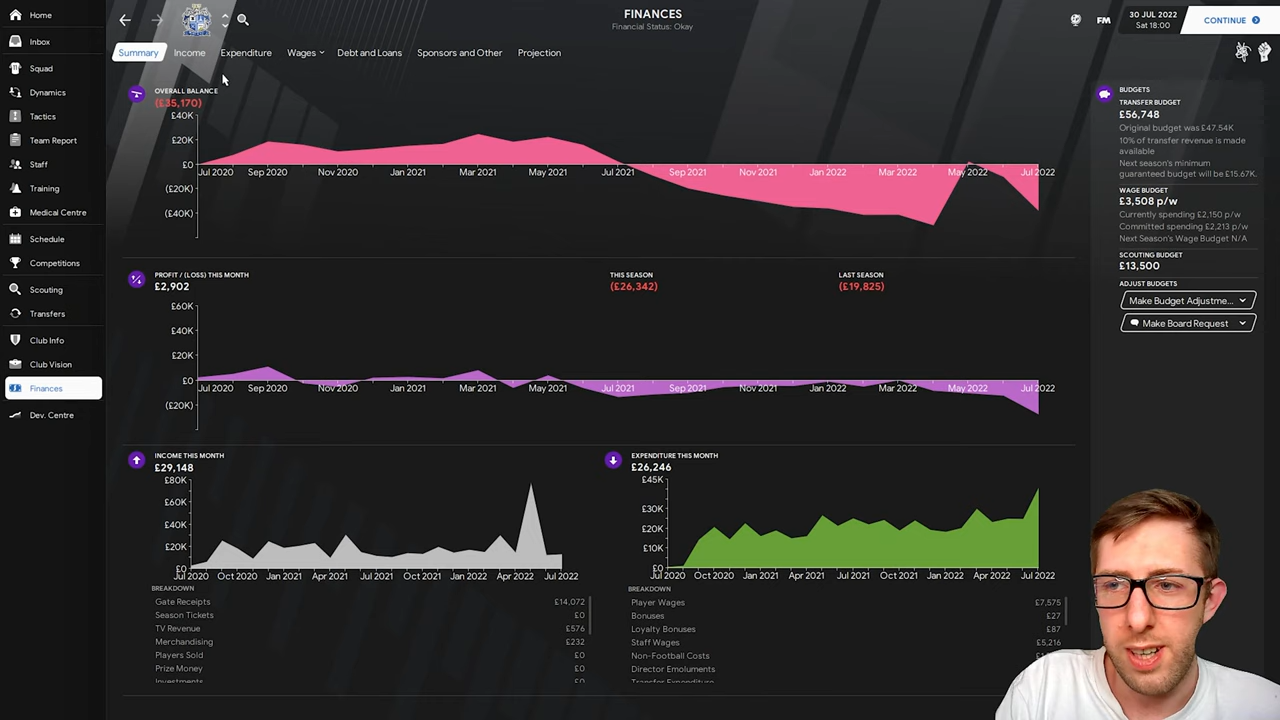 Home
Inbox
Squad
Dynamics
Tactics
Team Report
Staff
Training
Medical Centre
Schedule
Competitions
Scouting
Transfers
Club Info
Club Vision
Finances
Dev. Centre
FINANCES
Financial Status: Okay
FM
30 JUL 2022
Sat 18:00
CONTINUE
Summary
Income
Expenditure
Wages
Debt and Loans
Sponsors and Other
Projection
OVERALL BALANCE
(£35,170)
£40K
£20K
£0
(£20K)
(£40K)
Jul 2020 Sep 2020 Nov 2020 Jan 2021 Mar 2021 May 2021 Jul 2021 Sep 2021 Nov 2021 Jan 2022 Mar 2022 May 2022 Jul 2022
PROFIT / (LOSS) THIS MONTH
£2,902
THIS SEASON
(£26,342)
LAST SEASON
(£19,825)
£60K
£40K
£20K
£0
(£20K)
Jul 2020 Sep 2020 Nov 2020 Jan 2021 Mar 2021 May 2021 Jul 2021 Sep 2021 Nov 2021 Jan 2022 Mar 2022 May 2022 Jul 2022
INCOME THIS MONTH
£29,148
£80K
£60K
£40K
£20K
£0
Jul 2020 Oct 2020 Jan 2021 Apr 2021 Jul 2021 Oct 2021 Jan 2022 Apr 2022 Jul 2022
BREAKDOWN
Gate Receipts £14,072
Season Tickets £0
TV Revenue £576
Merchandising £232
Players Sold £0
Prize Money £0
Investments £0
EXPENDITURE THIS MONTH
£26,246
£45K
£30K
£20K
£10K
£0
Jul 2020 Oct 2020 Jan 2021 Apr 2021 Jul 2021 Oct 2021 Jan 2022 Apr 2022 Jul 2022
BREAKDOWN
Player Wages £7,575
Bonuses £27
Loyalty Bonuses £87
Staff Wages £5,216
Non-Football Costs
Director Emoluments
Transfer Expenditure
BUDGETS
TRANSFER BUDGET
£56,748
Original budget was £47.54K
10% of transfer revenue is made
available
Next season's minimum
guaranteed budget will be £15.67K.
WAGE BUDGET
£3,508 p/w
Currently spending £2,150 p/w
Committed spending £2,213 p/w
Next Season's Wage Budget N/A
SCOUTING BUDGET
£13,500
ADJUST BUDGETS
Make Budget Adjustme...
Make Board Request